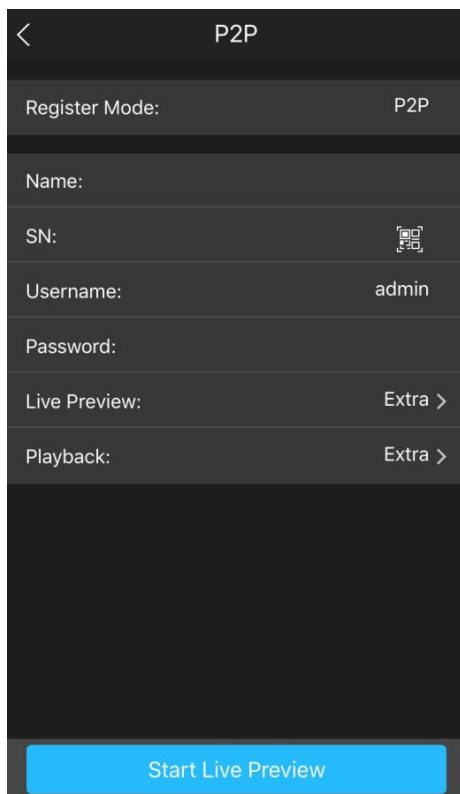 P2P
Register Mode: P2P
Name:
SN:
Username: admin
Password:
Live Preview: Extra >
Playback: Extra >
Start Live Preview